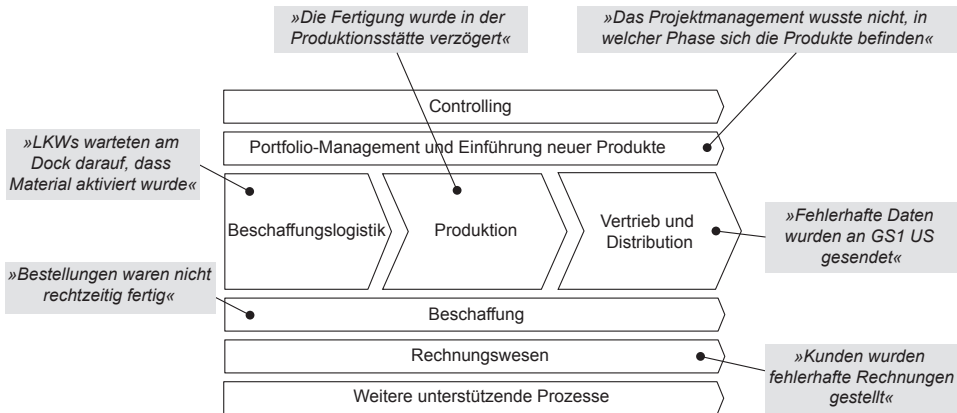 »Die Fertigung wurde in der
Produktionsstätte verzögert«
»Das Projektmanagement wusste nicht, in
welcher Phase sich die Produkte befinden«
Controlling
Portfolio-Management und Einführung neuer Produkte
»LKWs warteten am
Dock darauf, dass
Material aktiviert wurde«
Beschaffungslogistik
Produktion
Vertrieb und
Distribution
»Fehlerhafte Daten
wurden an GS1 US
gesendet«
»Bestellungen waren nicht
rechtzeitig fertig«
Beschaffung
Rechnungswesen
»Kunden wurden
fehlerhafte Rechnungen
gestellt«
Weitere unterstützende Prozesse